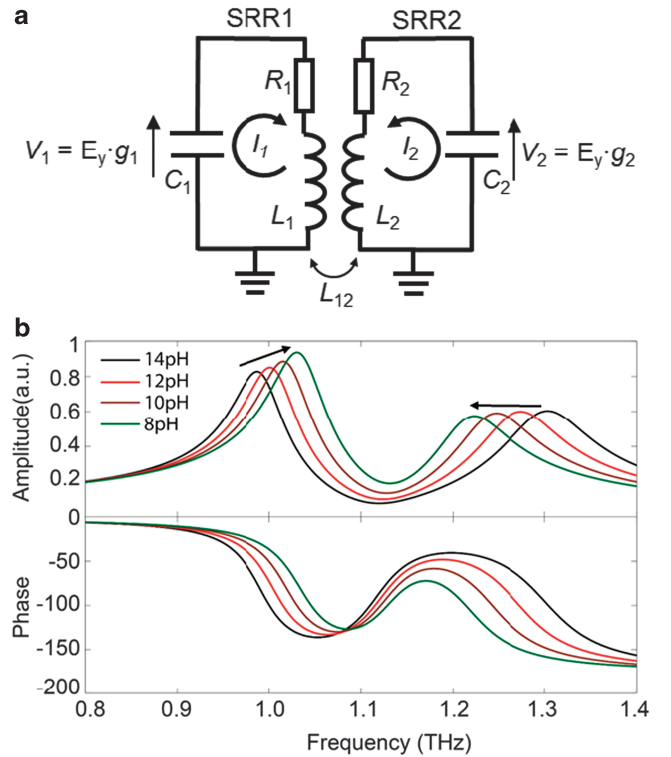 a
SRR1 SRR2
R1 R2
V1 = Ey·g1 I1 I2 V2 = Ey·g2
C1 C2
L1 L2
L12
b
1
0.8
0.6
0.4
0.2
0
Amplitude(a.u.)
14pH
12pH
10pH
8pH
-50
-100
-150
-200
Phase
0.8 0.9 1.0 1.1 1.2 1.3 1.4
Frequency (THz)